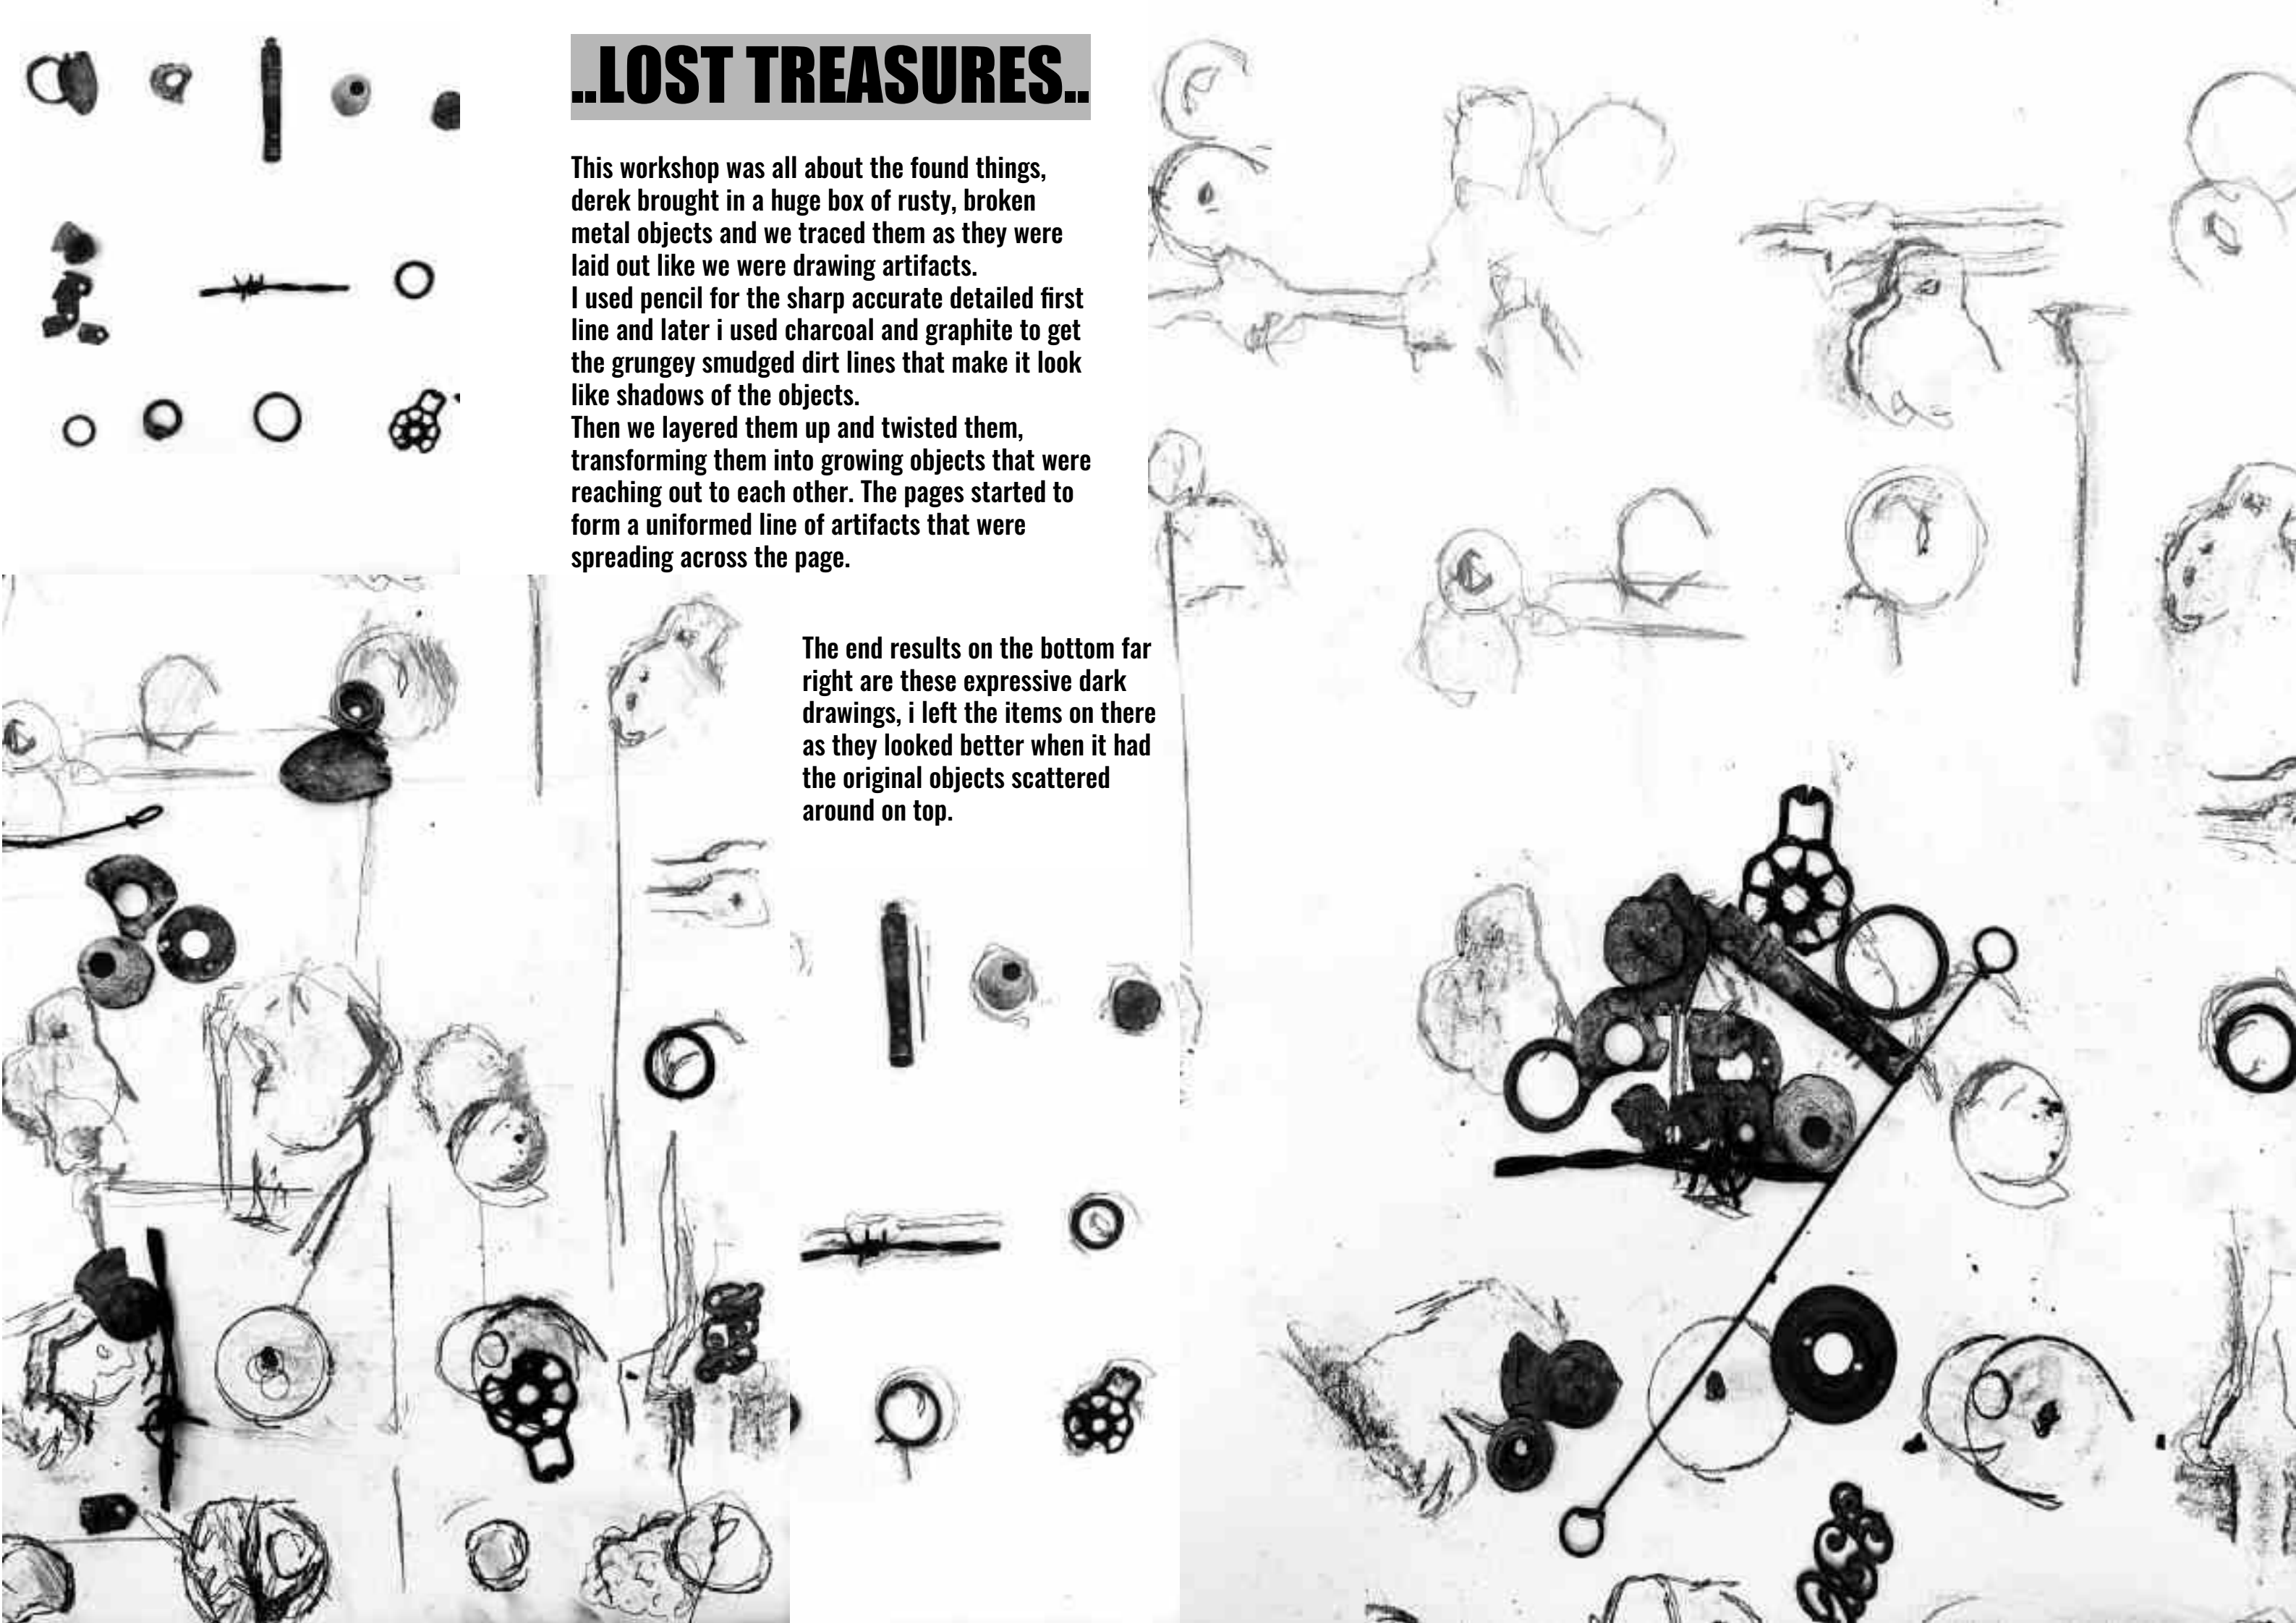 ..LOST TREASURES..
This workshop was all about the found things,
derek brought in a huge box of rusty, broken
metal objects and we traced them as they were
laid out like we were drawing artifacts.
I used pencil for the sharp accurate detailed first
line and later i used charcoal and graphite to get
the grungey smudged dirt lines that make it look
like shadows of the objects.
Then we layered them up and twisted them,
transforming them into growing objects that were
reaching out to each other. The pages started to
form a uniformed line of artifacts that were
spreading across the page.
The end results on the bottom far
right are these expressive dark
drawings, i left the items on there
as they looked better when it had
the original objects scattered
around on top.